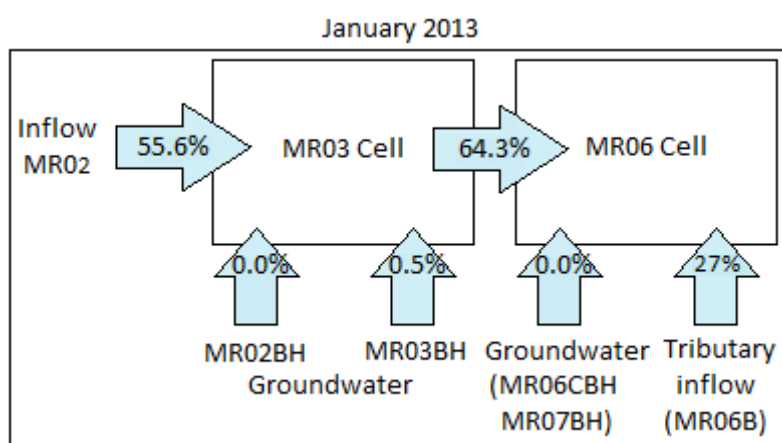 January 2013
Inflow
MR02
55.6%
MR03 Cell
64.3%
MR06 Cell
0.0%
0.5%
0.0%
27%
MR02BH
MR03BH
Groundwater
Groundwater
(MR06CBH
MR07BH)
Tributary
inflow
(MR06B)